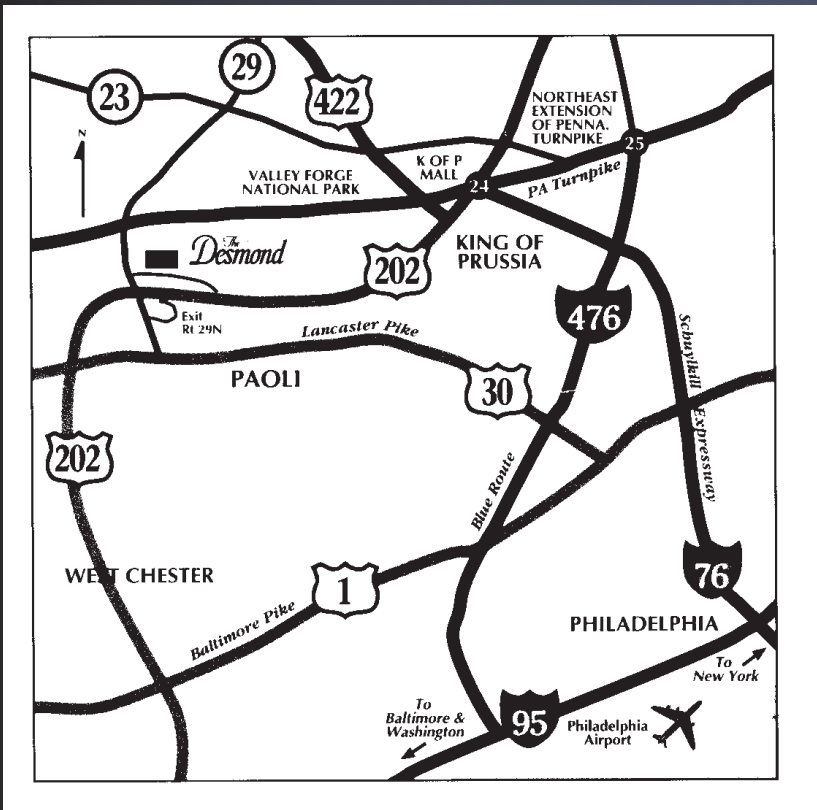 29
23
422
NORTHEAST
EXTENSION
OF PENNA.
TURNPIKE
N
25
K OF P
MALL
VALLEY FORGE
NATIONAL PARK
24
PA Turnpike
The
Desmond
KING OF
PRUSSIA
202
Exit
Rt 29N
476
Lancaster Pike
Schuylkill Expressway
PAOLI
30
202
Blue Route
WEST CHESTER
1
76
Baltimore Pike
PHILADELPHIA
To
New York
To
Baltimore &
Washington
95
Philadelphia
Airport